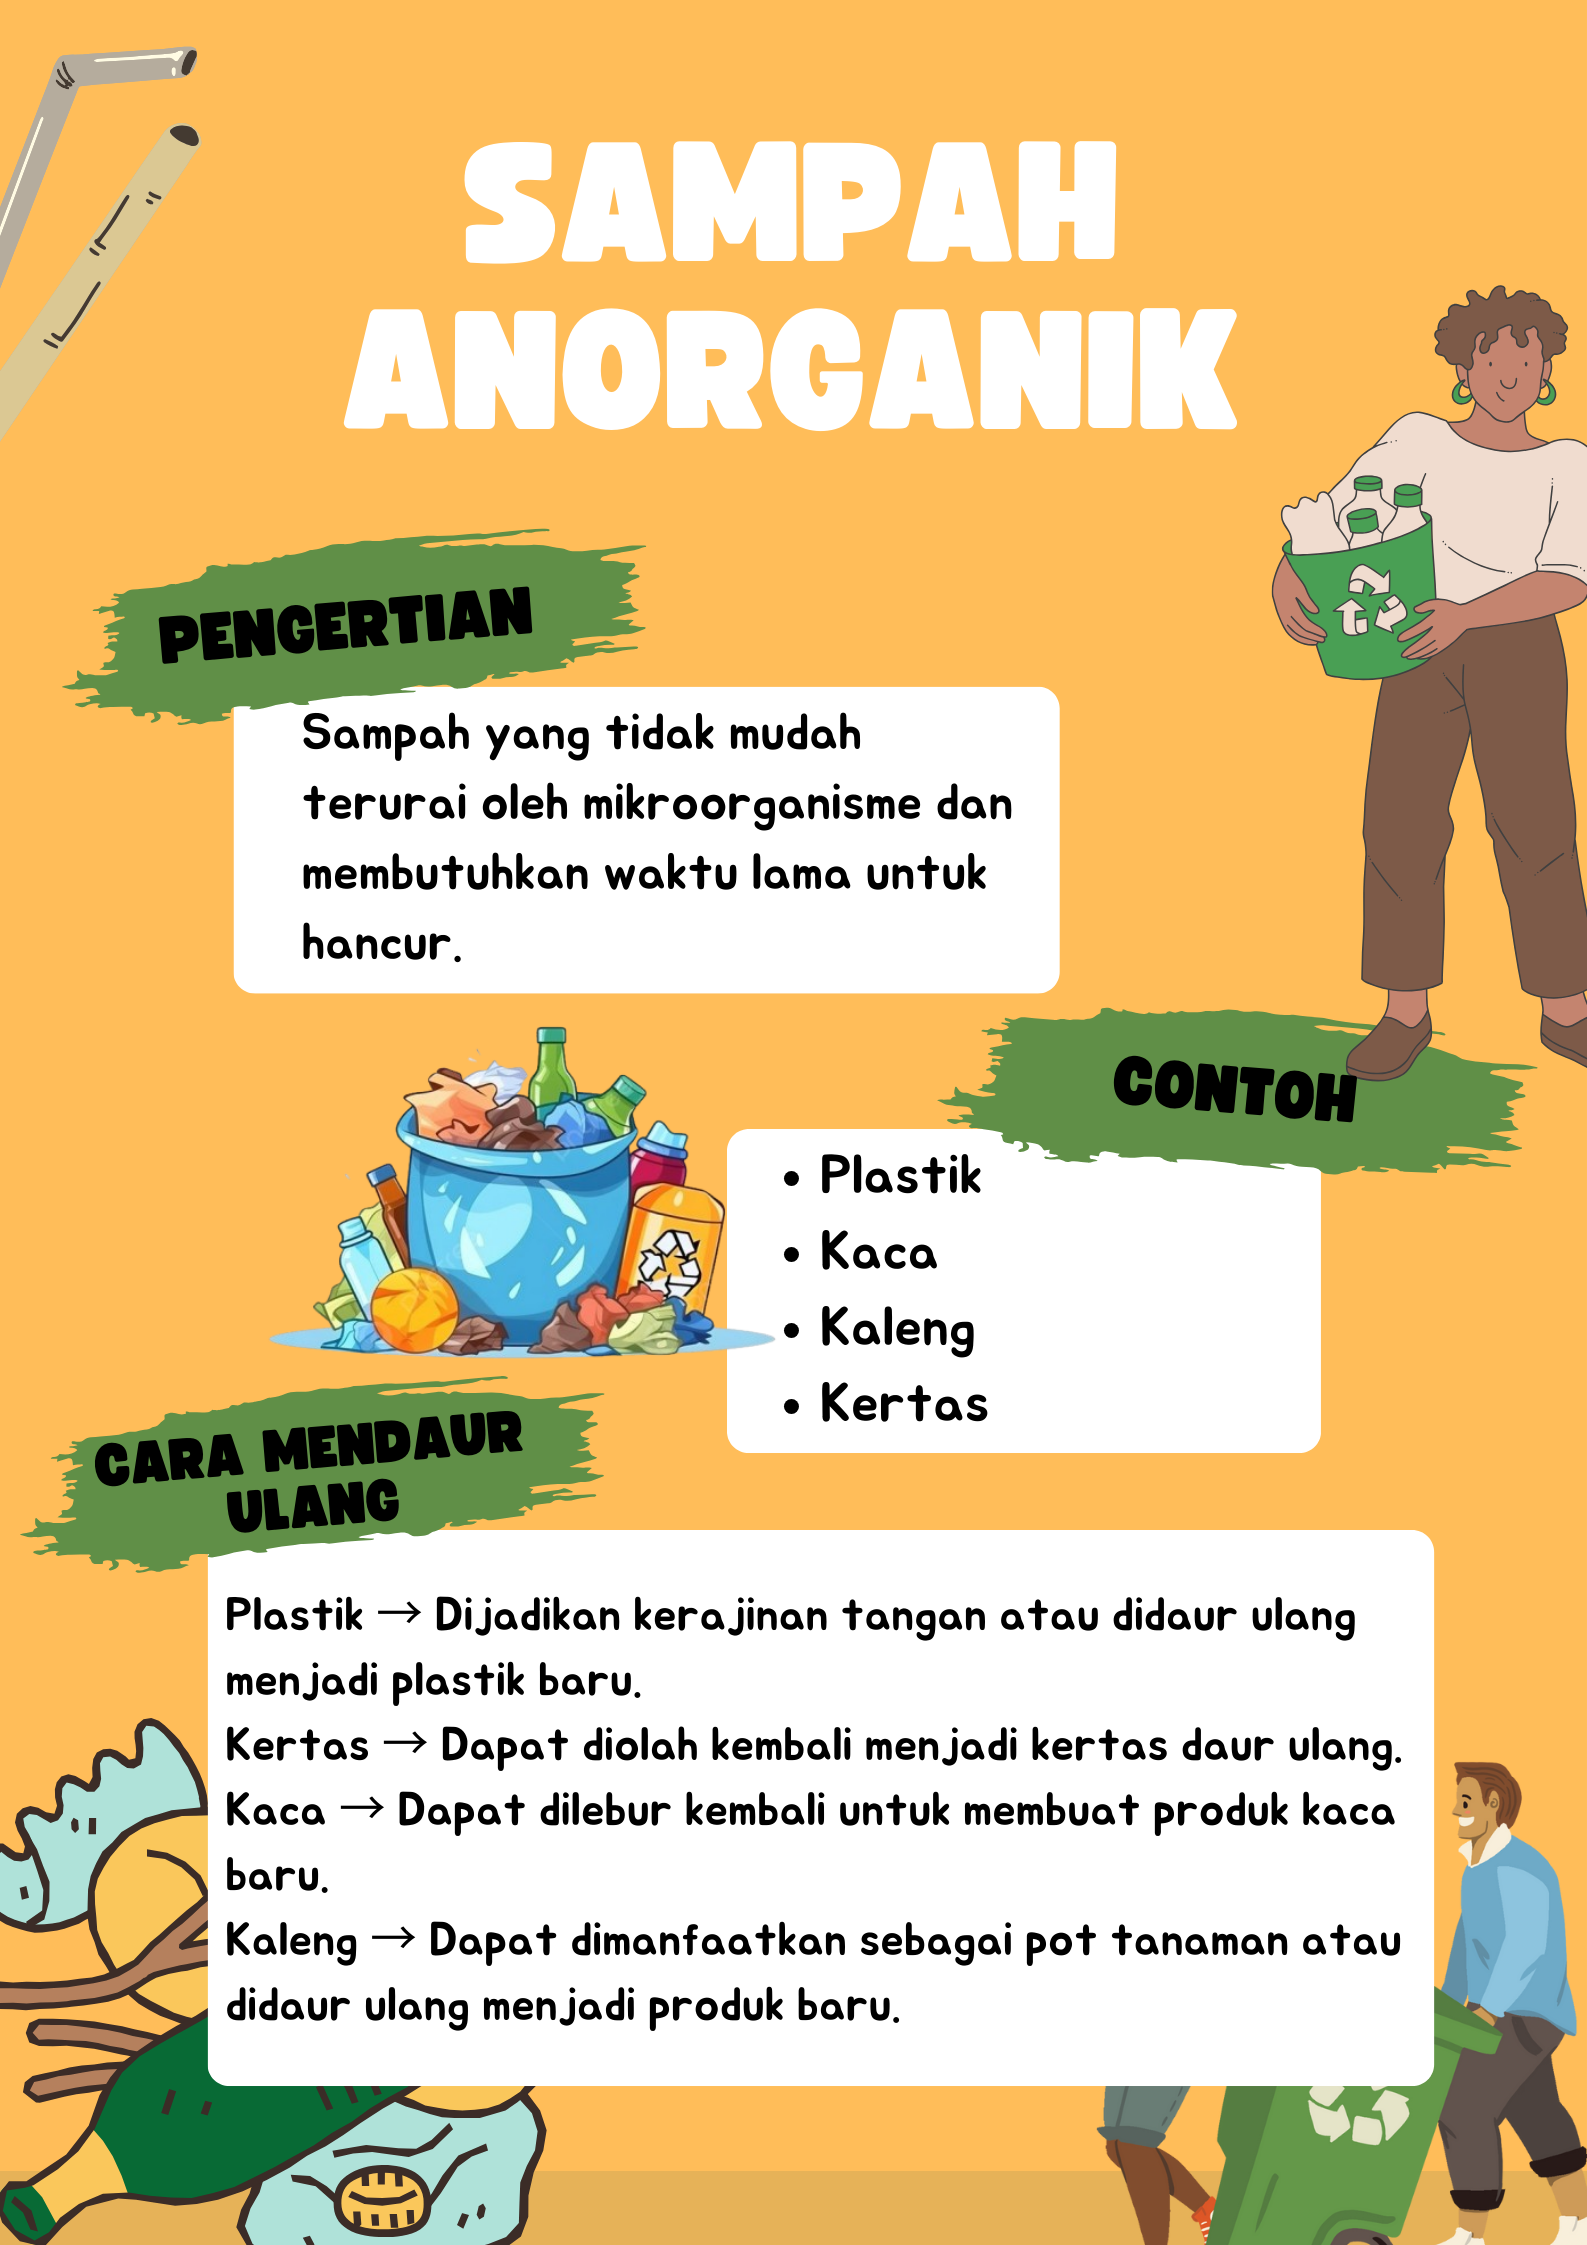 SAMPAH
ANORGANIK
PENGERTIAN
Sampah yang tidak mudah
terurai oleh mikroorganisme dan
membutuhkan waktu lama untuk
hancur.
CONTOH
• Plastik
• Kaca
• Kaleng
• Kertas
CARA MENDAUR
ULANG
Plastik → Dijadikan kerajinan tangan atau didaur ulang
menjadi plastik baru.
Kertas → Dapat diolah kembali menjadi kertas daur ulang.
Kaca → Dapat dilebur kembali untuk membuat produk kaca
baru.
Kaleng → Dapat dimanfaatkan sebagai pot tanaman atau
didaur ulang menjadi produk baru.